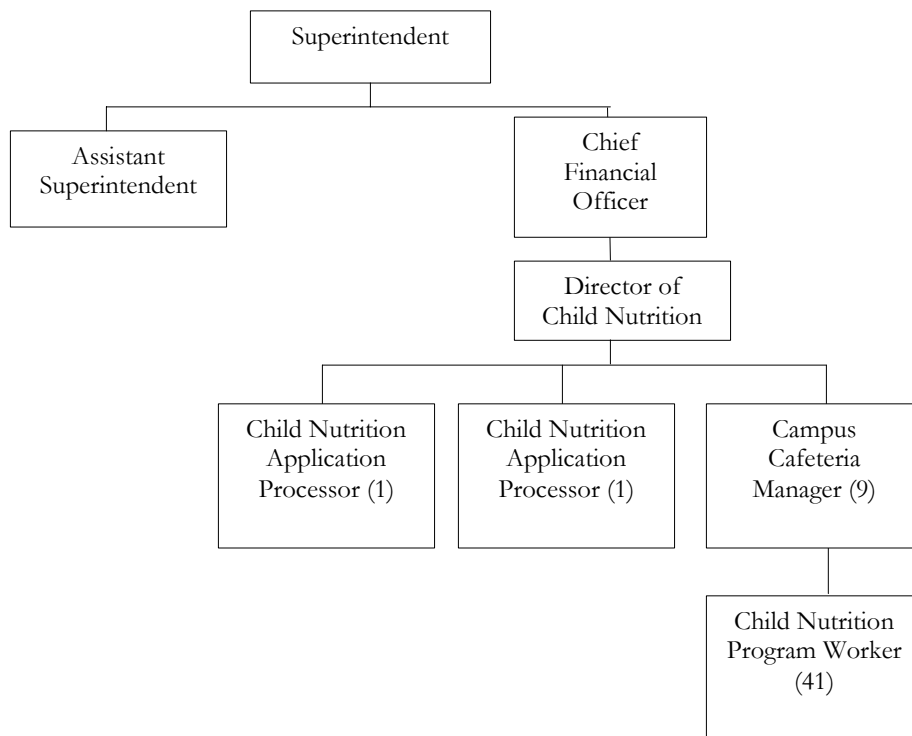 Superintendent
Assistant
Superintendent
Chief
Financial
Officer
Director of
Child Nutrition
Child Nutrition
Application
Processor (1)
Child Nutrition
Application
Processor (1)
Campus
Cafeteria
Manager (9)
Child Nutrition
Program Worker
(41)